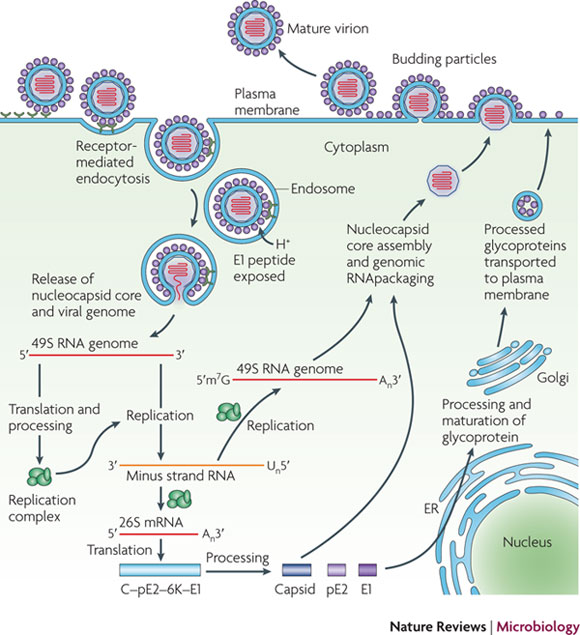 Mature virion
Budding particles
Plasma
membrane
Receptor-
mediated
endocytosis
Cytoplasm
Endosome
H⁺
E1 peptide
exposed
Nucleocapsid
core assembly
and genomic
RNApackaging
Processed
glycoproteins
transported
to plasma
membrane
Release of
nucleocapsid core
and viral genome
49S RNA genome
5′ 3′
49S RNA genome
5′m⁷G Aₙ3′
Golgi
Translation and
processing
Replication
Replication
Processing and
maturation of
glycoprotein
3′ Uₙ5′
Minus strand RNA
Replication
complex
ER
26S mRNA
5′ Aₙ3′
Nucleus
Translation
Processing
C–pE2–6K–E1
Capsid pE2 E1
Nature Reviews | Microbiology